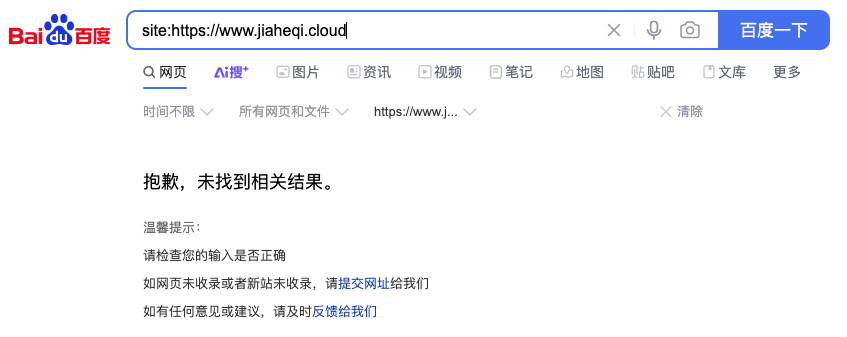 Bai du 百度 site:https://www.jiaheqi.cloud 百度一下
网页 Ai搜 图片 资讯 视频 笔记 地图 贴吧 文库 更多
时间不限 所有网页和文件 https://www.j... 清除
抱歉，未找到相关结果。
温馨提示：
请检查您的输入是否正确
如网页未收录或者新站未收录，请提交网址给我们
如有任何意见或建议，请及时反馈给我们